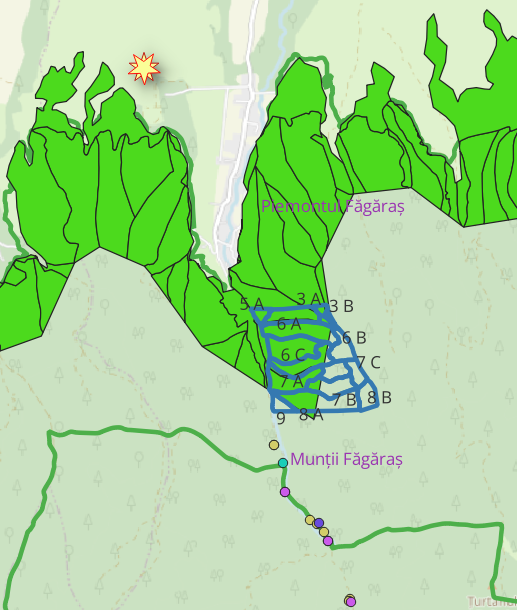 Piemontul Făgăraș
5 A
3 A
3 B
6 A
6 B
6 C
7 C
7 A
7 B
8 B
9
8 A
Munții Făgăraș